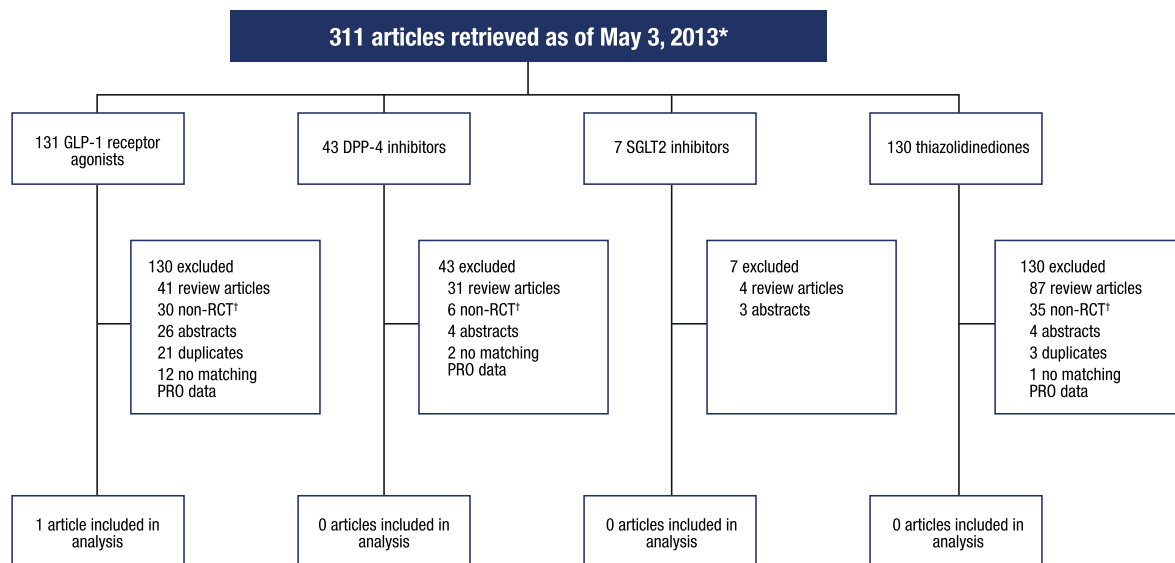 311 articles retrieved as of May 3, 2013*
131 GLP-1 receptor
agonists
43 DPP-4 inhibitors
7 SGLT2 inhibitors
130 thiazolidinediones
130 excluded
41 review articles
30 non-RCT†
26 abstracts
21 duplicates
12 no matching
PRO data
43 excluded
31 review articles
6 non-RCT†
4 abstracts
2 no matching
PRO data
7 excluded
4 review articles
3 abstracts
130 excluded
87 review articles
35 non-RCT†
4 abstracts
3 duplicates
1 no matching
PRO data
1 article included in
analysis
0 articles included in
analysis
0 articles included in
analysis
0 articles included in
analysis